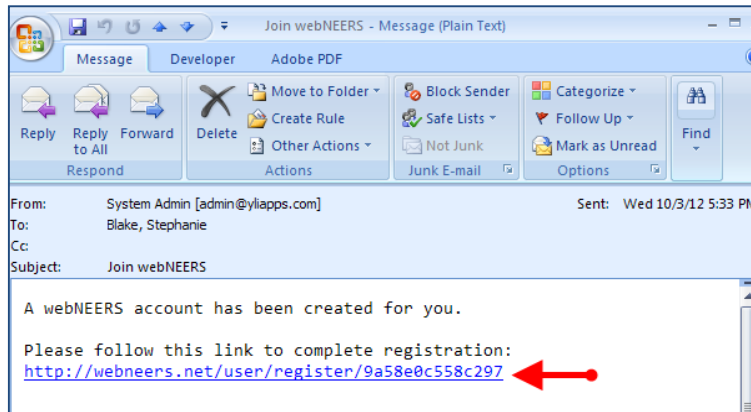 Join webNEERS - Message (Plain Text)
Message Developer Adobe PDF
Reply Reply to All Forward
Respond
Delete Move to Folder
Create Rule
Other Actions
Actions
Block Sender
Safe Lists
Not Junk
Junk E-mail
Categorize
Follow Up
Mark as Unread
Options
Find
From: System Admin [admin@yliapps.com] Sent: Wed 10/3/12 5:33 PM
To: Blake, Stephanie
Cc:
Subject: Join webNEERS
A webNEERS account has been created for you.
Please follow this link to complete registration:
http://webneers.net/user/register/9a58e0c558c297